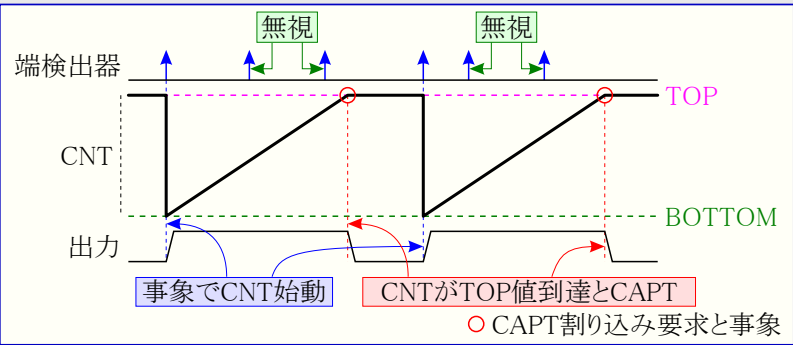 無視 無視
端検出器
TOP
CNT
BOTTOM
出力
事象でCNT始動 CNTがTOP値到達とCAPT
CAPT割り込み要求と事象